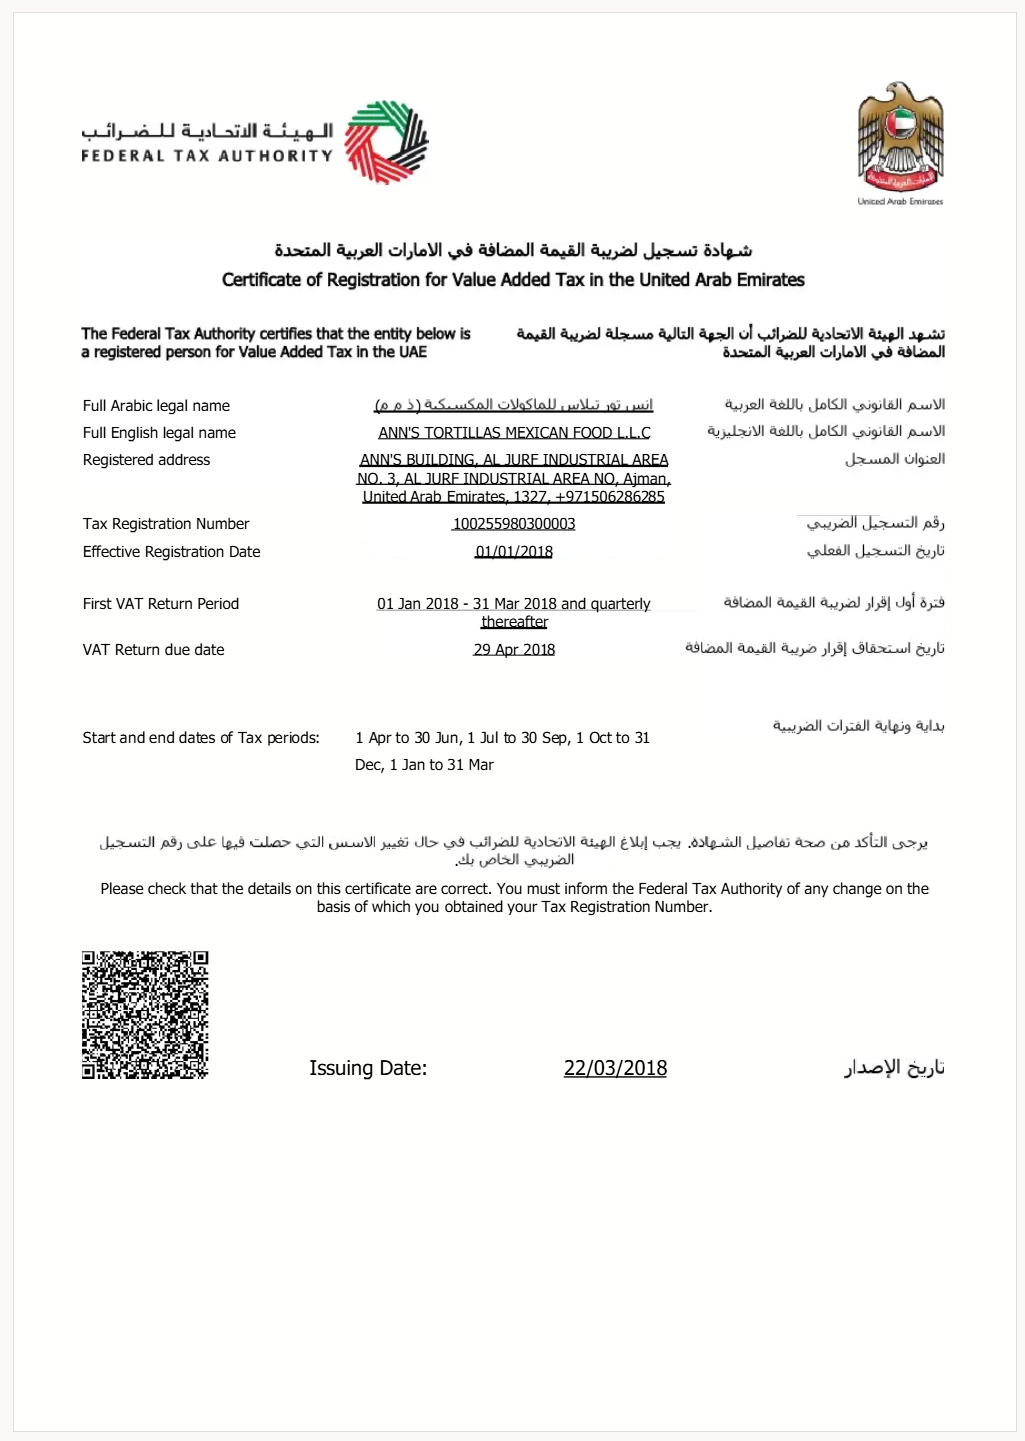 الهيئة الاتحادية للضرائب
FEDERAL TAX AUTHORITY
United Arab Emirates
شهادة تسجيل لضريبة القيمة المضافة في الامارات العربية المتحدة
Certificate of Registration for Value Added Tax in the United Arab Emirates
The Federal Tax Authority certifies that the entity below is
a registered person for Value Added Tax in the UAE
تشهد الهيئة الاتحادية للضرائب أن الجهة التالية مسجلة لضريبة القيمة
المضافة في الامارات العربية المتحدة
Full Arabic legal name انس تور تيلاس للماكولات المكسيكية (ذ م م) الاسم القانوني الكامل باللغة العربية
Full English legal name ANN'S TORTILLAS MEXICAN FOOD L.L.C الاسم القانوني الكامل باللغة الانجليزية
Registered address ANN'S BUILDING, AL JURF INDUSTRIAL AREA العنوان المسجل
NO. 3, AL JURF INDUSTRIAL AREA NO, Ajman,
United Arab Emirates, 1327, +971506286285
Tax Registration Number 100255980300003 رقم التسجيل الضريبي
Effective Registration Date 01/01/2018 تاريخ التسجيل الفعلي
First VAT Return Period 01 Jan 2018 - 31 Mar 2018 and quarterly فترة أول إقرار لضريبة القيمة المضافة
thereafter
VAT Return due date 29 Apr 2018 تاريخ استحقاق إقرار ضريبة القيمة المضافة
بداية ونهاية الفترات الضريبية
Start and end dates of Tax periods: 1 Apr to 30 Jun, 1 Jul to 30 Sep, 1 Oct to 31
Dec, 1 Jan to 31 Mar
يرجى التأكد من صحة تفاصيل الشهادة. يجب إبلاغ الهيئة الاتحادية للضرائب في حال تغيير الاسس التي حصلت فيها على رقم التسجيل
الضريبي الخاص بك.
Please check that the details on this certificate are correct. You must inform the Federal Tax Authority of any change on the
basis of which you obtained your Tax Registration Number.
Issuing Date: 22/03/2018 تاريخ الإصدار